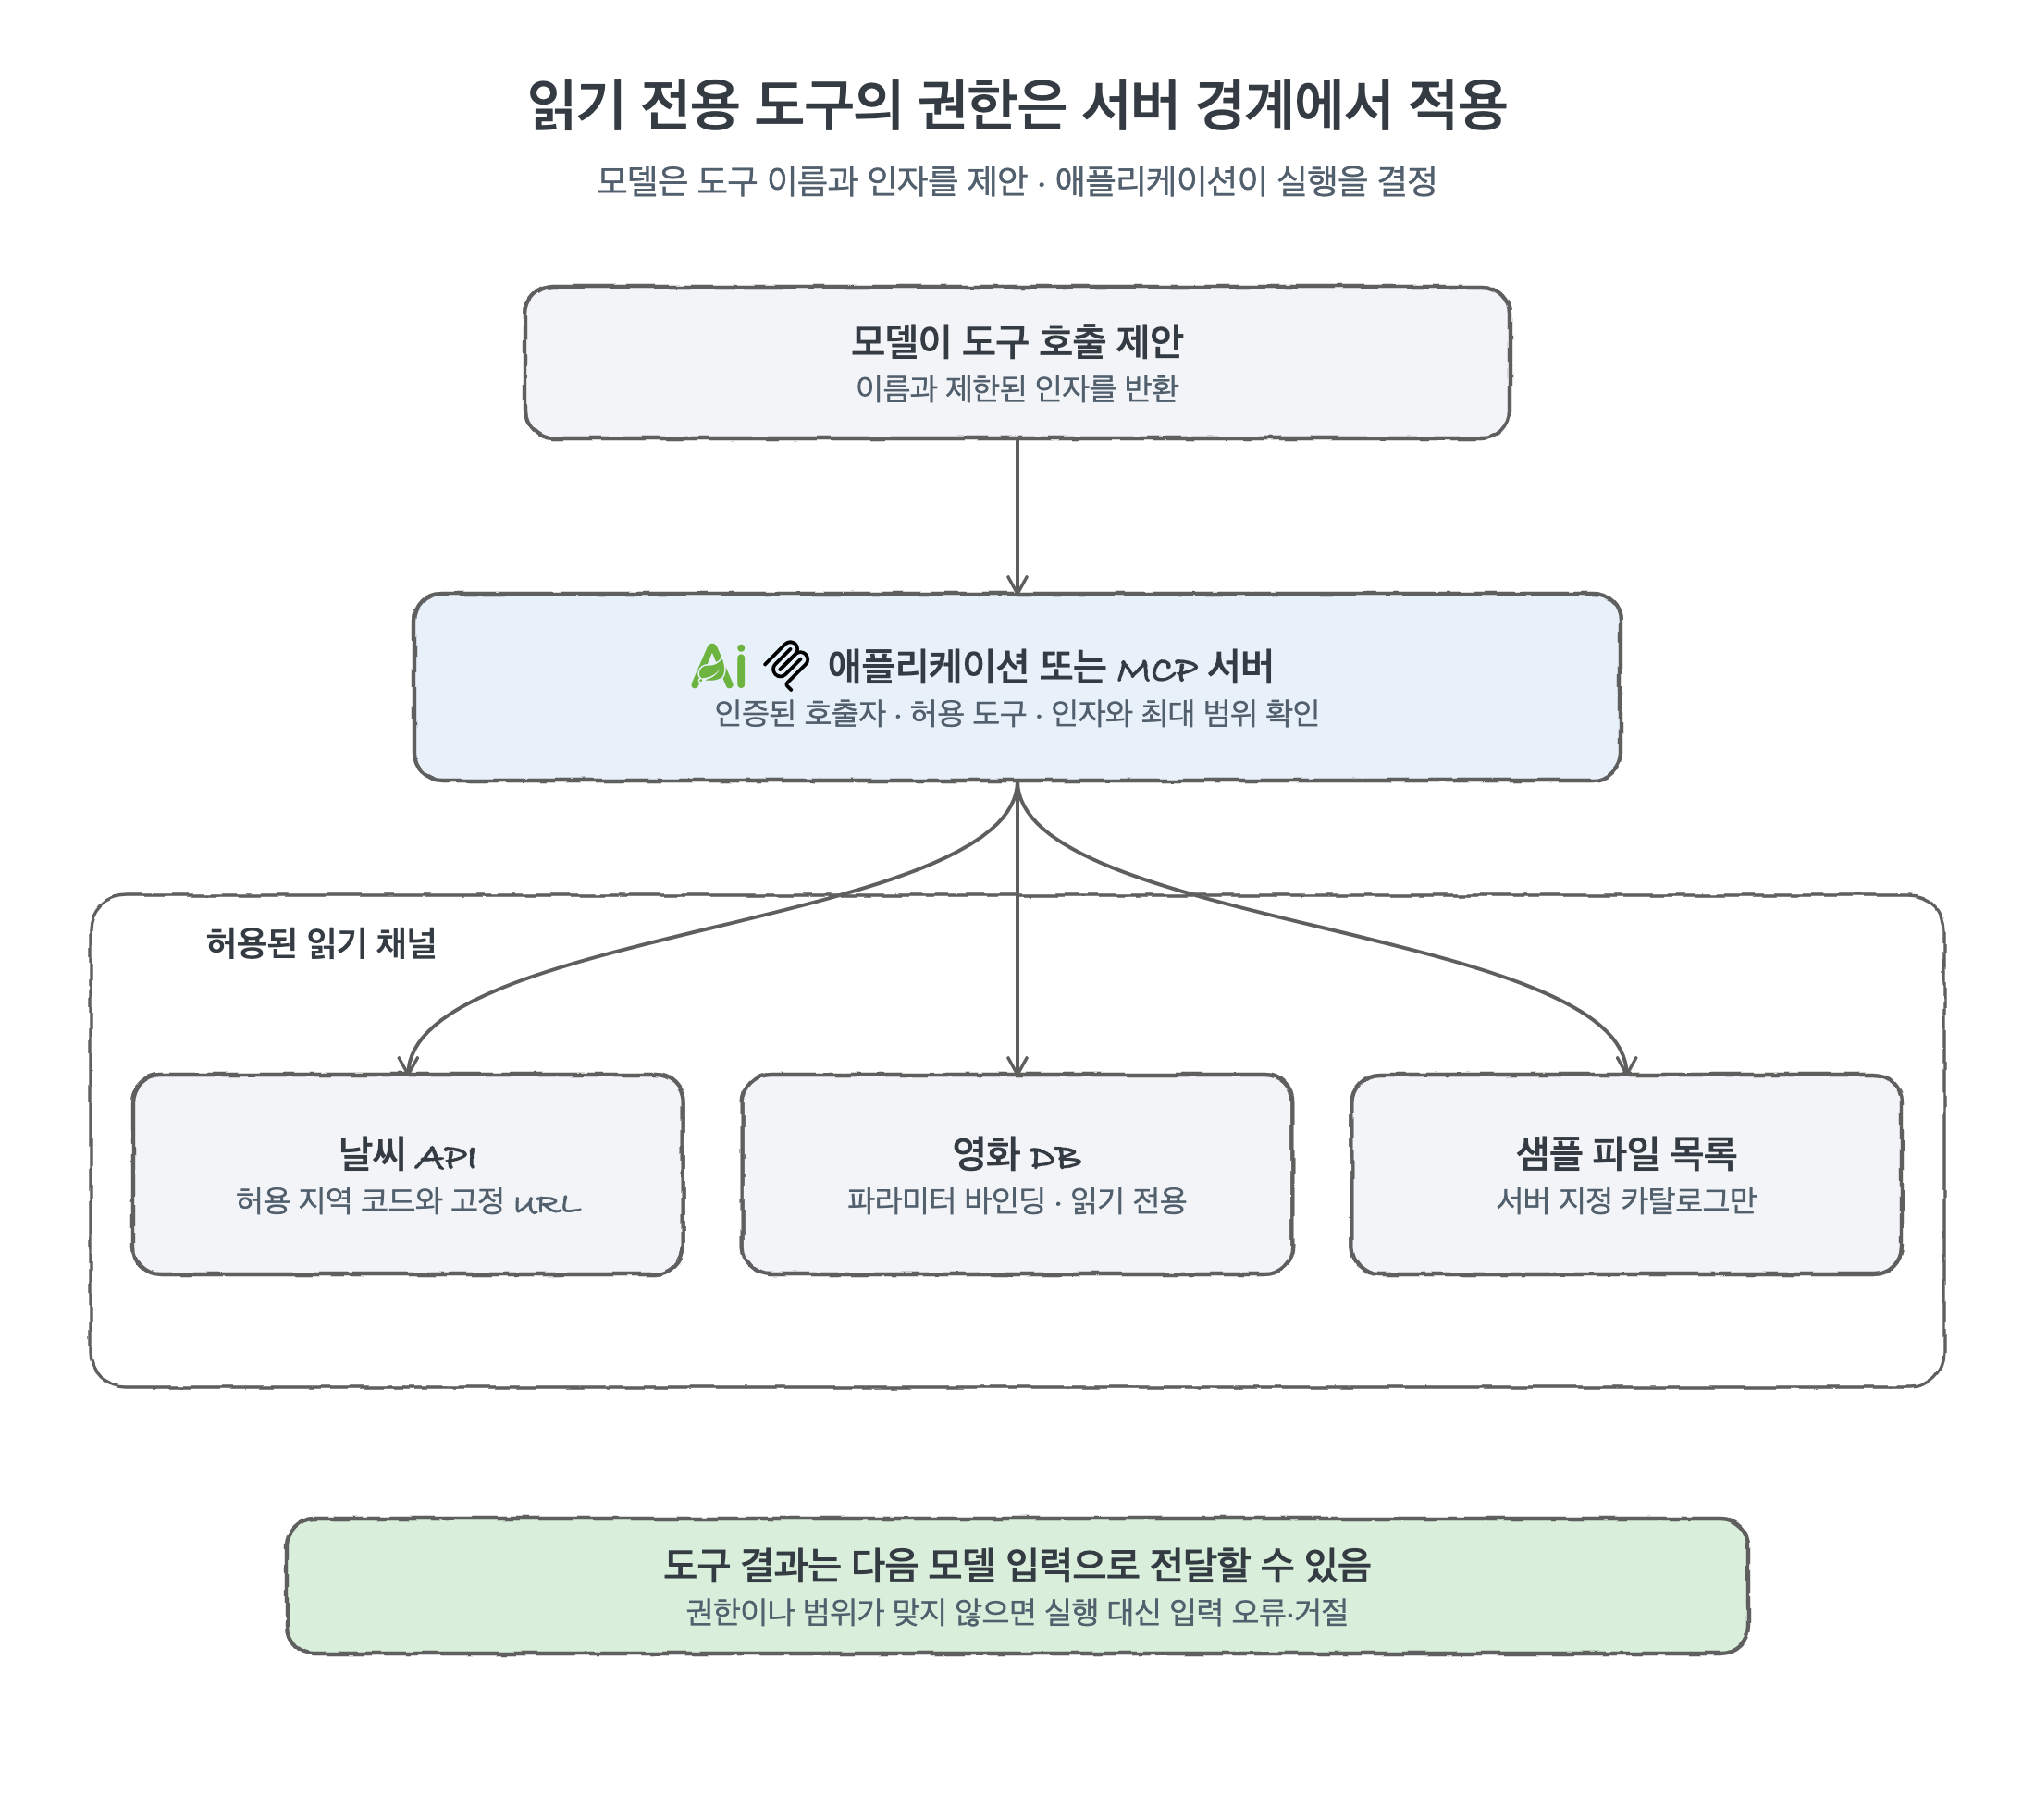 읽기 전용 도구의 권한은 서버 경계에서 적용
모델은 도구 이름과 인자를 제안 · 애플리케이션이 실행을 결정
모델이 도구 호출 제안
이름과 제한된 인자를 반환
Ai 애플리케이션 또는 MCP 서버
인증된 호출자 · 허용 도구 · 인자와 최대 범위 확인
허용된 읽기 채널
날씨 API
허용 지역 코드와 고정 URL
영화 DB
파라미터 바인딩 · 읽기 전용
샘플 파일 목록
서버 지정 카탈로그만
도구 결과는 다음 모델 입력으로 전달할 수 있음
권한이나 범위가 맞지 않으면 실행 대신 입력 오류·거절